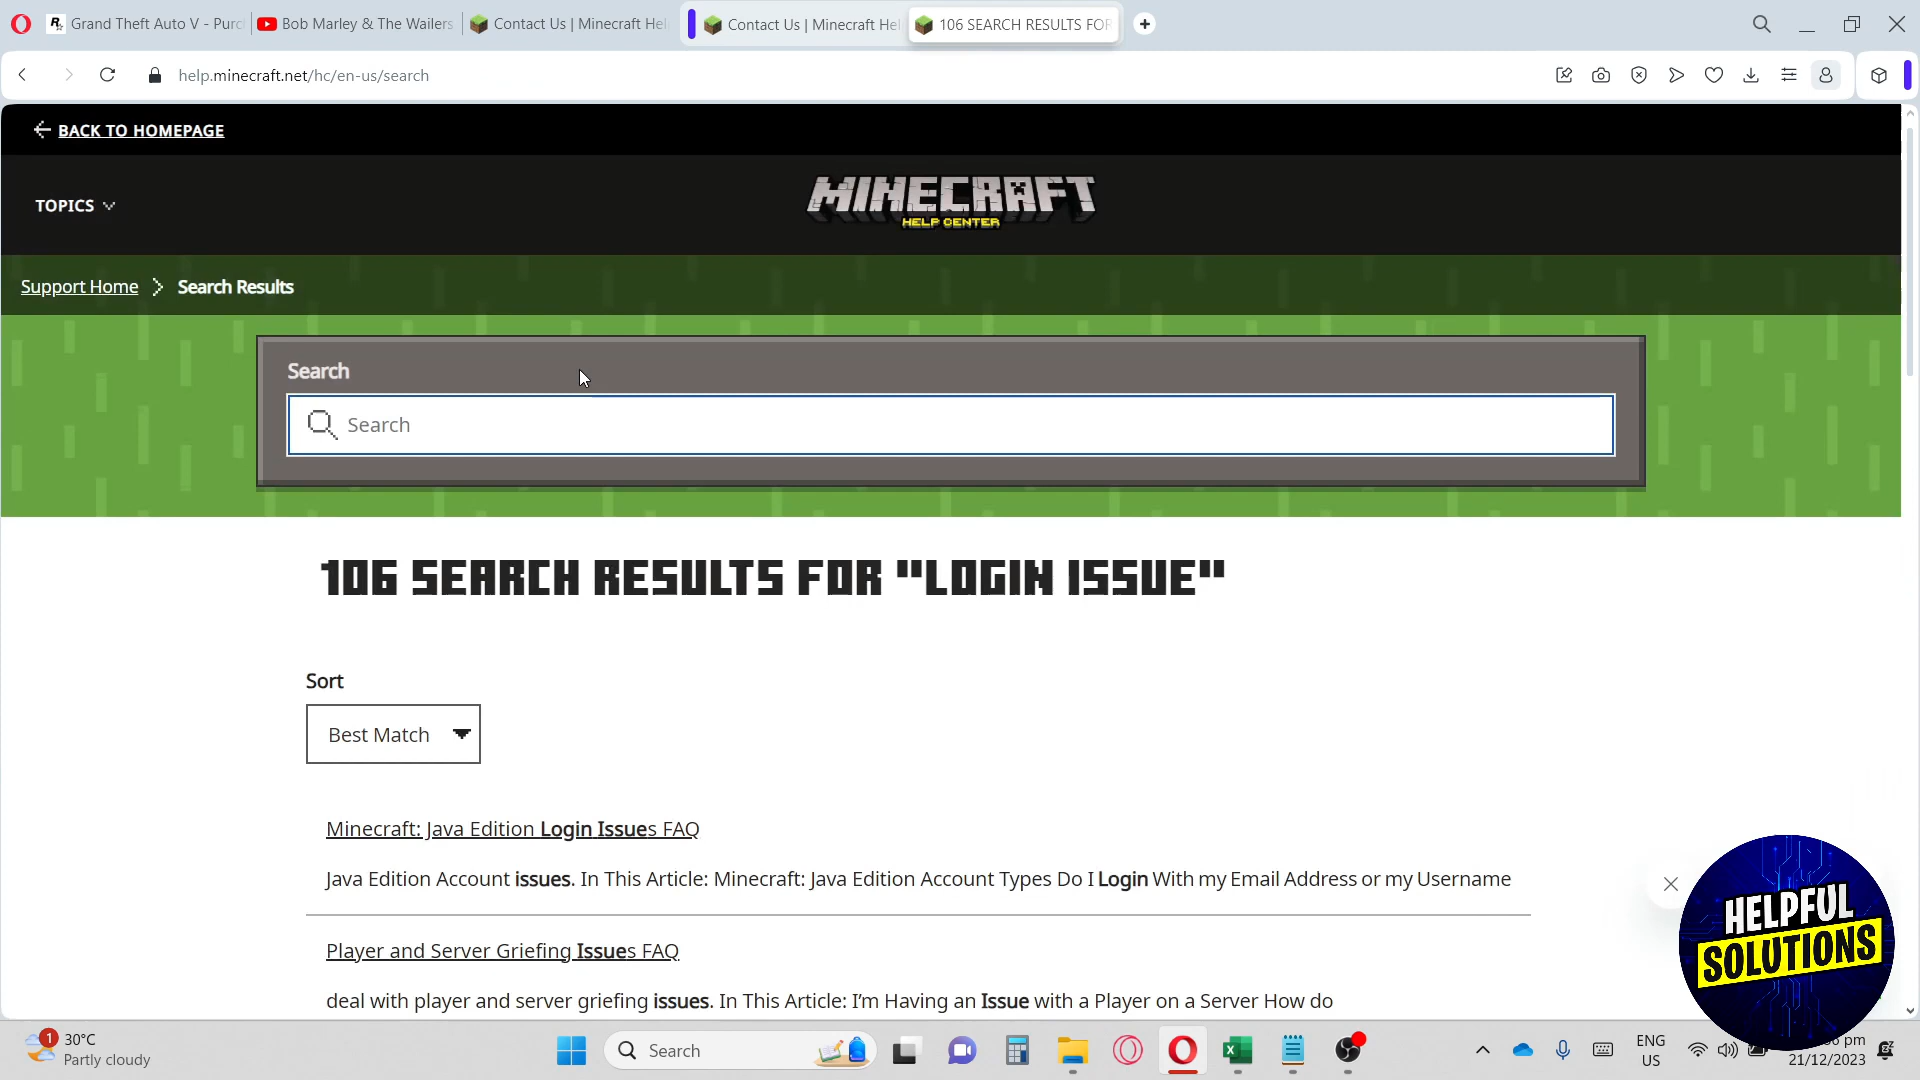 Grand Theft Auto V - Purc
Bob Marley & The Wailers
Contact Us | Minecraft Hel
Contact Us | Minecraft Hel
106 SEARCH RESULTS FOR
help.minecraft.net/hc/en-us/search
BACK TO HOMEPAGE
TOPICS
MINECRAFT
HELP CENTER
Support Home
Search Results
Search
Search
106 SEARCH RESULTS FOR "LOGIN ISSUE"
Sort
Best Match
Minecraft: Java Edition Login Issues FAQ
Java Edition Account issues. In This Article: Minecraft: Java Edition Account Types Do I Login With my Email Address or my Username
Player and Server Griefing Issues FAQ
deal with player and server griefing issues. In This Article: I'm Having an Issue with a Player on a Server How do
HELPFUL
SOLUTIONS
1
30°C
Partly cloudy
Search
ENG
US
pm
21/12/2023